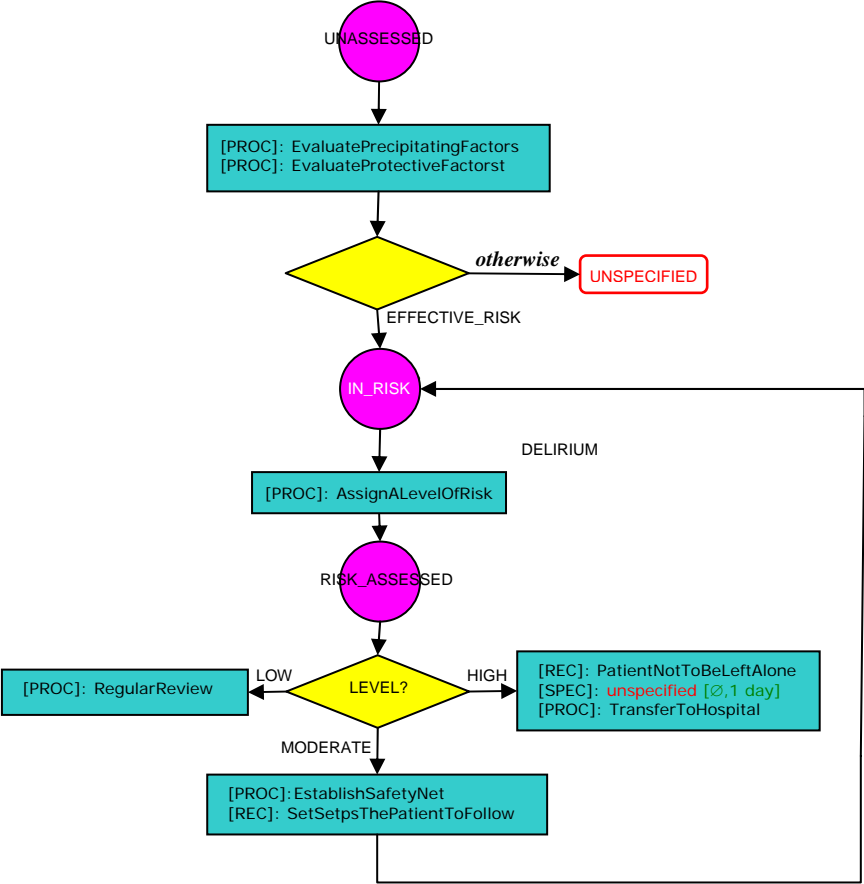 UNASSESSED
[PROC]: EvaluatePrecipitatingFactors
[PROC]: EvaluateProtectiveFactorst
otherwise
UNSPECIFIED
EFFECTIVE_RISK
IN_RISK
DELIRIUM
[PROC]: AssignALevelOfRisk
RISK_ASSESSED
LOW
LEVEL?
HIGH
[PROC]: RegularReview
[REC]: PatientNotToBeLeftAlone
[SPEC]: unspecified [∅,1 day]
[PROC]: TransferToHospital
MODERATE
[PROC]:EstablishSafetyNet
[REC]: SetSetpsThePatientToFollow